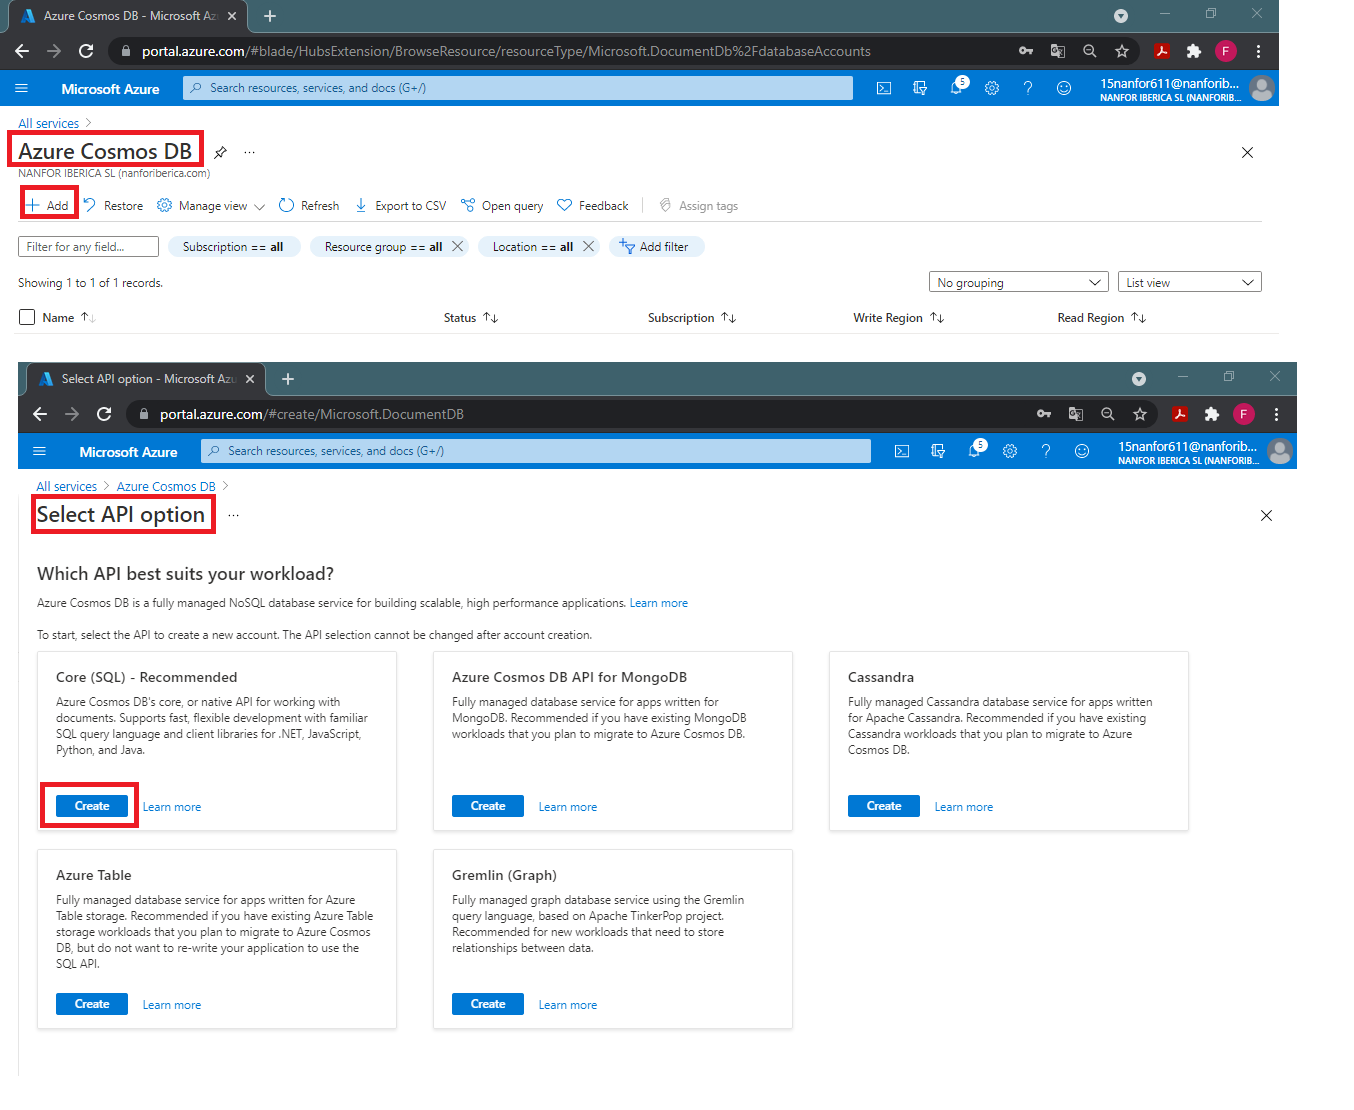 Azure Cosmos DB - Microsoft Az
portal.azure.com/#blade/HubsExtension/BrowseResource/resourceType/Microsoft.DocumentDb%2FdatabaseAccounts
F
Microsoft Azure
Search resources, services, and docs (G+/)
5
15nanfor611@nanforib...
NANFOR IBERICA SL (NANFORIB...
All services >
Azure Cosmos DB
...
NANFOR IBERICA SL (nanforiberica.com)
Add Restore Manage view Refresh Export to CSV Open query Feedback Assign tags
Filter for any field... Subscription == all Resource group == all Location == all Add filter
Showing 1 to 1 of 1 records.
No grouping List view
Name Status Subscription Write Region Read Region
Select API option - Microsoft Azu
portal.azure.com/#create/Microsoft.DocumentDB
F
Microsoft Azure
Search resources, services, and docs (G+/)
5
15nanfor611@nanforib...
NANFOR IBERICA SL (NANFORIB...
All services > Azure Cosmos DB >
Select API option
...
Which API best suits your workload?
Azure Cosmos DB is a fully managed NoSQL database service for building scalable, high performance applications. Learn more
To start, select the API to create a new account. The API selection cannot be changed after account creation.
Core (SQL) - Recommended
Azure Cosmos DB's core, or native API for working with
documents. Supports fast, flexible development with familiar
SQL query language and client libraries for .NET, JavaScript,
Python, and Java.
Create Learn more
Azure Cosmos DB API for MongoDB
Fully managed database service for apps written for
MongoDB. Recommended if you have existing MongoDB
workloads that you plan to migrate to Azure Cosmos DB.
Create Learn more
Cassandra
Fully managed Cassandra database service for apps written
for Apache Cassandra. Recommended if you have existing
Cassandra workloads that you plan to migrate to Azure
Cosmos DB.
Create Learn more
Azure Table
Fully managed database service for apps written for Azure
Table storage. Recommended if you have existing Azure Table
storage workloads that you plan to migrate to Azure Cosmos
DB, but do not want to re-write your application to use the
SQL API.
Create Learn more
Gremlin (Graph)
Fully managed graph database service using the Gremlin
query language, based on Apache TinkerPop project.
Recommended for new workloads that need to store
relationships between data.
Create Learn more